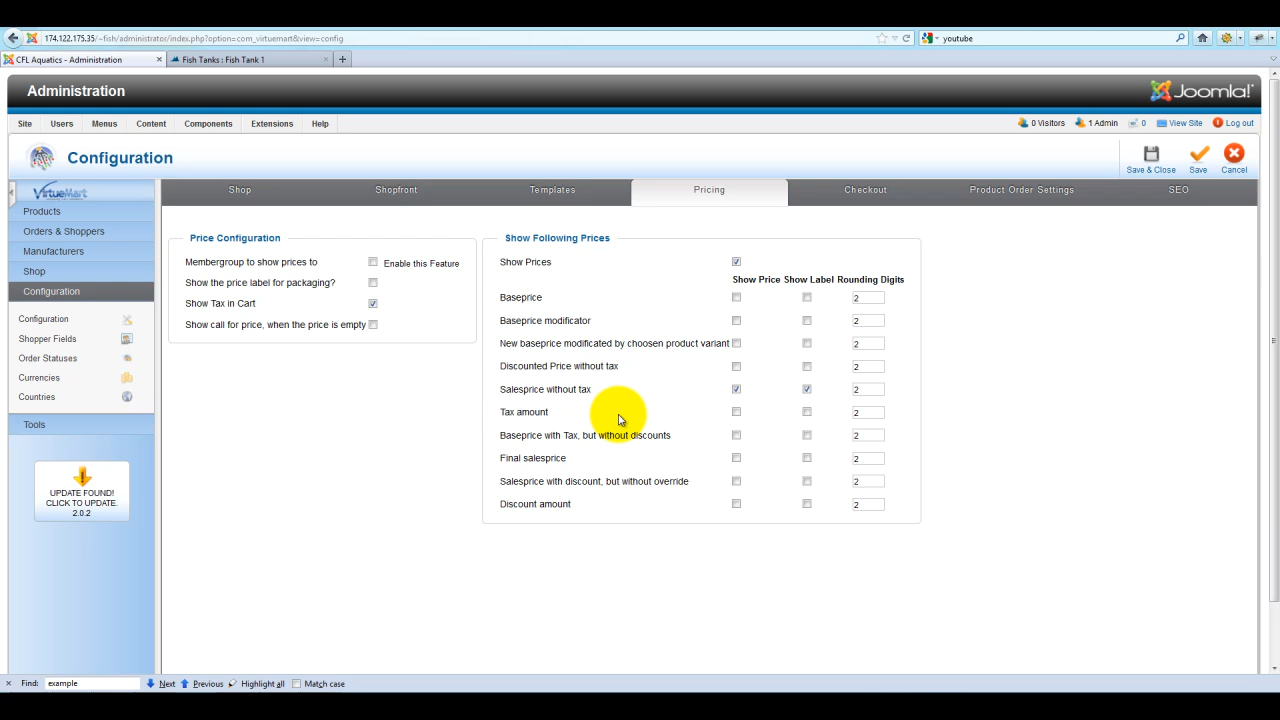 174.122.175.35/~fish/administrator/index.php?option=com_virtuemart&view=config
youtube
CFL Aquatics - Administration
Fish Tanks : Fish Tank 1
Administration
Joomla!
Site Users Menus Content Components Extensions Help
0 Visitors 1 Admin 0 View Site Log out
Configuration
Save & Close Save Cancel
VirtueMart
Shop Shopfront Templates Pricing Checkout Product Order Settings SEO
Products
Orders & Shoppers
Manufacturers
Shop
Configuration
Configuration
Shopper Fields
Order Statuses
Currencies
Countries
Tools
UPDATE FOUND!
CLICK TO UPDATE.
2.0.2
Price Configuration
Membergroup to show prices to Enable this Feature
Show the price label for packaging?
Show Tax in Cart
Show call for price, when the price is empty
Show Following Prices
Show Prices
Show Price Show Label Rounding Digits
Baseprice 2
Baseprice modificator 2
New baseprice modificated by choosen product variant 2
Discounted Price without tax 2
Salesprice without tax 2
Tax amount 2
Baseprice with Tax, but without discounts 2
Final salesprice 2
Salesprice with discount, but without override 2
Discount amount 2
Find: example Next Previous Highlight all Match case